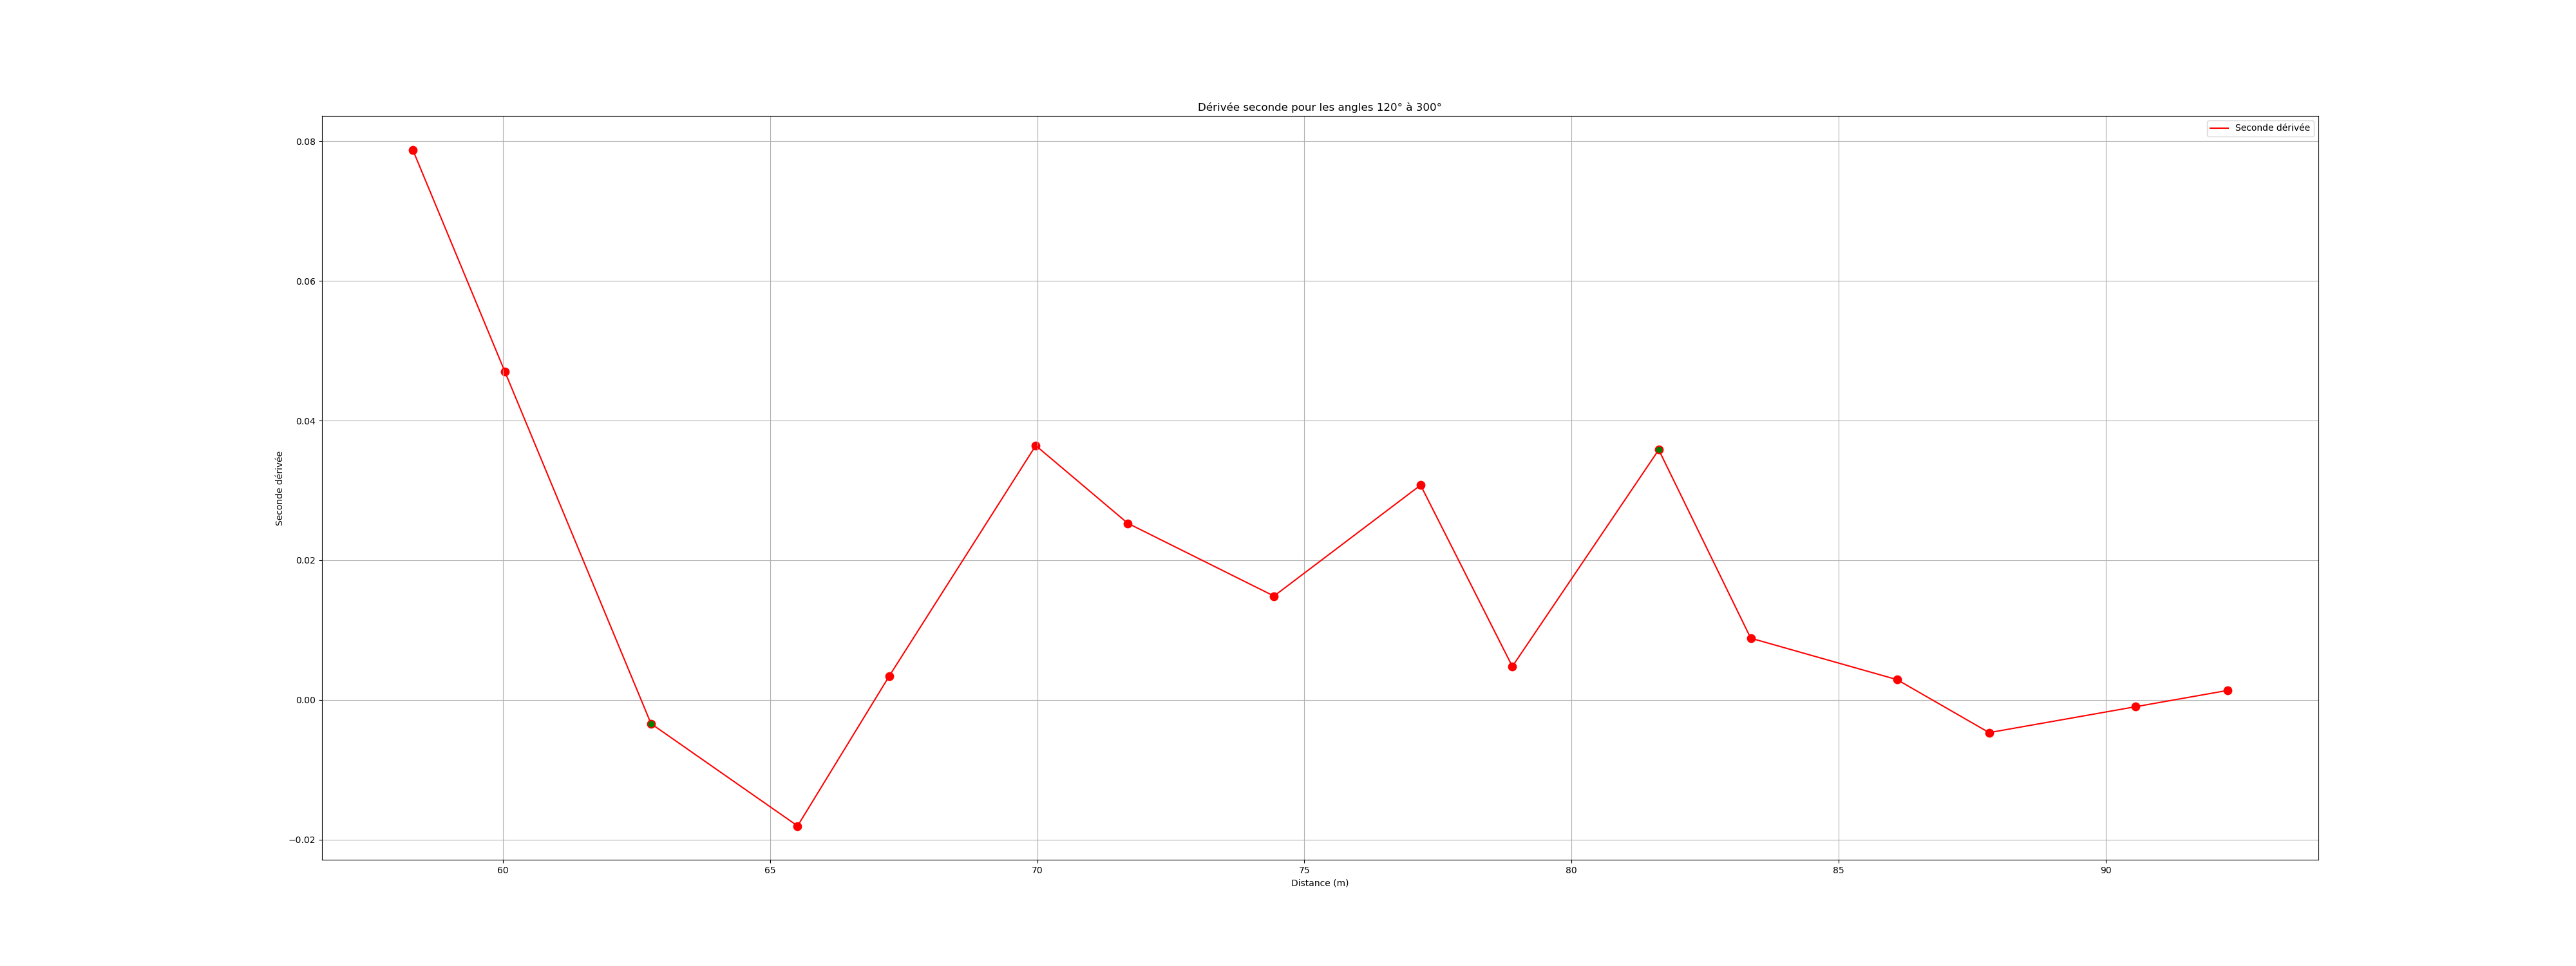 Dérivée seconde pour les angles 120° à 300°
Seconde dérivée
0.08
0.06
0.04
0.02
0.00
−0.02
Seconde dérivée
60 65 70 75 80 85 90
Distance (m)